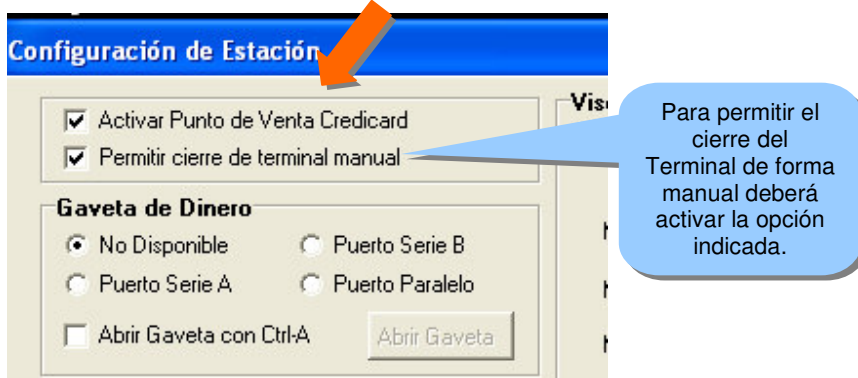 Configuración de Estación
Activar Punto de Venta Credicard
Permitir cierre de terminal manual
Gaveta de Dinero
No Disponible
Puerto Serie B
Puerto Serie A
Puerto Paralelo
Abrir Gaveta con Ctrl-A
Abrir Gaveta
Para permitir el
cierre del
Terminal de forma
manual deberá
activar la opción
indicada.